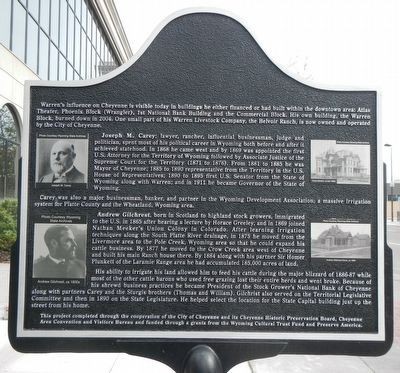 Warren's influence on Cheyenne is visible today in buildings he either financed or had built within the downtown area: Atlas
Theater, Phoenix Block (Wrangler), 1st National Bank Building and the Commercial Block. His own building, the Warren
Block, burned down in 2004. One small part of his Warren Livestock Company, the Belvoir Ranch, is now owned and operated
by the City of Cheyenne.
Joseph M. Carey; lawyer, rancher, influential businessman, judge and
politician, spent most of his political career in Wyoming both before and after it
achieved statehood. In 1868 he came west and by 1869 was appointed the first
U.S. Attorney for the Territory of Wyoming followed by Associate Justice of the
Supreme Court for the Territory (1871 to 1876). From 1881 to 1885 he was
Mayor of Cheyenne; 1885 to 1890 representative from the Territory in the U.S.
House of Representatives; 1890 to 1895 first U.S. Senator from the State of
Wyoming along with Warren; and in 1911 he became Governor of the State of
Wyoming.
Joseph M. Carey
Carey was also a major businessman, banker, and partner in the Wyoming Development Association; a massive irrigation
system for Platte County and the Wheatland, Wyoming area.
Photo Courtesy Wyoming
State Archives
Andrew Gilchrest, born in Scotland to highland stock growers, immigrated
to the U.S. in 1865 after hearing a lecture by Horace Greeley; and in 1869 joined
Nathan Meeker's Union Colony in Colorado. After learning irrigation
techniques along the South Platte River drainage, in 1875 he moved from the
Livermore area to the Pole Creek, Wyoming area so that he could expand his
cattle business. By 1877 he moved to the Crow Creek area west of Cheyenne
and built his main Ranch house there. By 1884 along with his partner Sir Homer
Plunkett of the Laramie Range area he had accumulated 165,000 acres of land.
Andrew Gilchrest, ca. 1880s
His ability to irrigate his land allowed him to feed his cattle during the major blizzard of 1886-87 while
most of the other cattle barons who used free grazing lost their entire herds and went broke. Because of
his shrewd business practices he became President of the Stock Grower's National Bank of Cheyenne
along with partners Carey and the Sturgis brothers (Thomas and William). Gilchrist also served on the Territorial Legislative
Committee and then in 1890 on the State Legislature. He helped select the location for the State Capital building just up the
street from his home.
This project completed through the cooperation of the City of Cheyenne and its Cheyenne Historic Preservation Board, Cheyenne
Area Convention and Visitors Bureau and funded through a grants from the Wyoming Cultural Trust Fund and Preserve America.